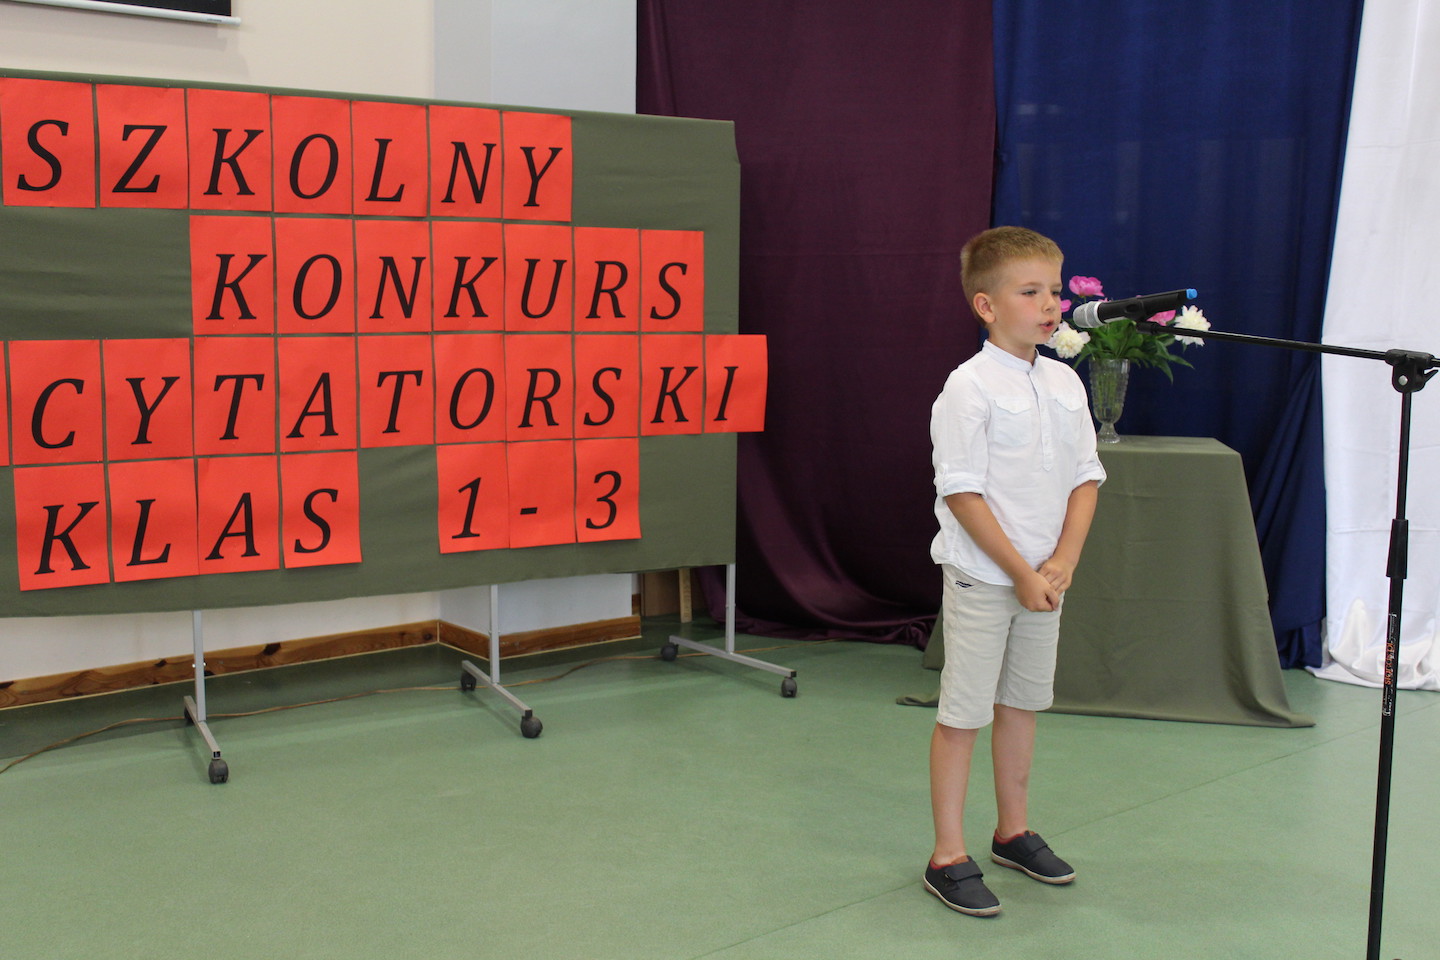 SZKOLNY
KONKURS
CYTATORSKI
KLAS 1-3